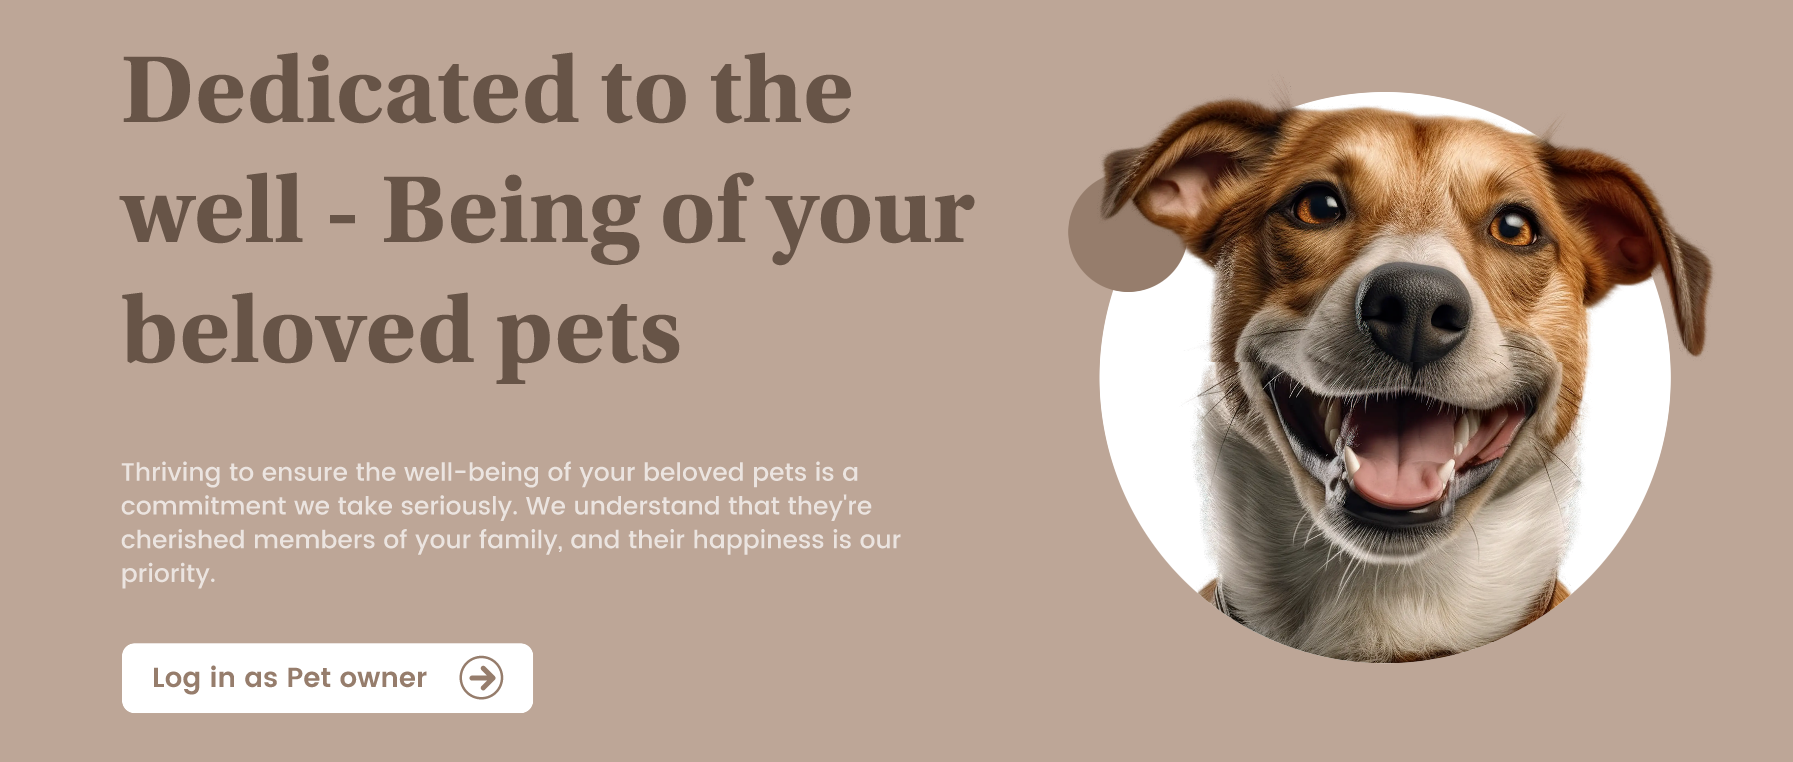 Dedicated to the
well - Being of your
beloved pets
Thriving to ensure the well-being of your beloved pets is a
commitment we take seriously. We understand that they're
cherished members of your family, and their happiness is our
priority.
Log in as Pet owner